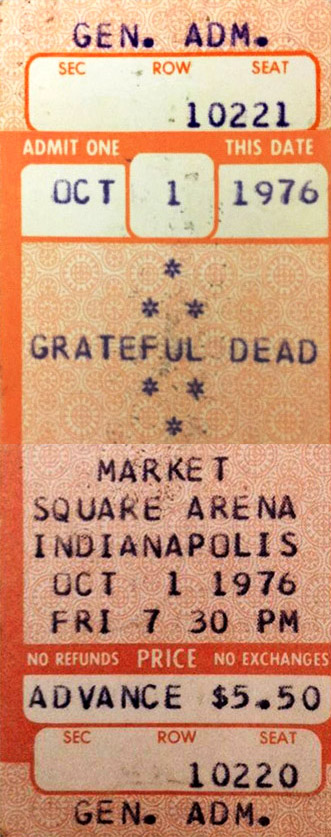 GEN. ADM.
SEC ROW SEAT
10221
ADMIT ONE THIS DATE
OCT 1 1976
*
* *
GRATEFUL DEAD
* *
*
MARKET
SQUARE ARENA
INDIANAPOLIS
OCT 1 1976
FRI 7 30 PM
NO REFUNDS PRICE NO EXCHANGES
ADVANCE $5.50
SEC ROW SEAT
10220
GEN. ADM.